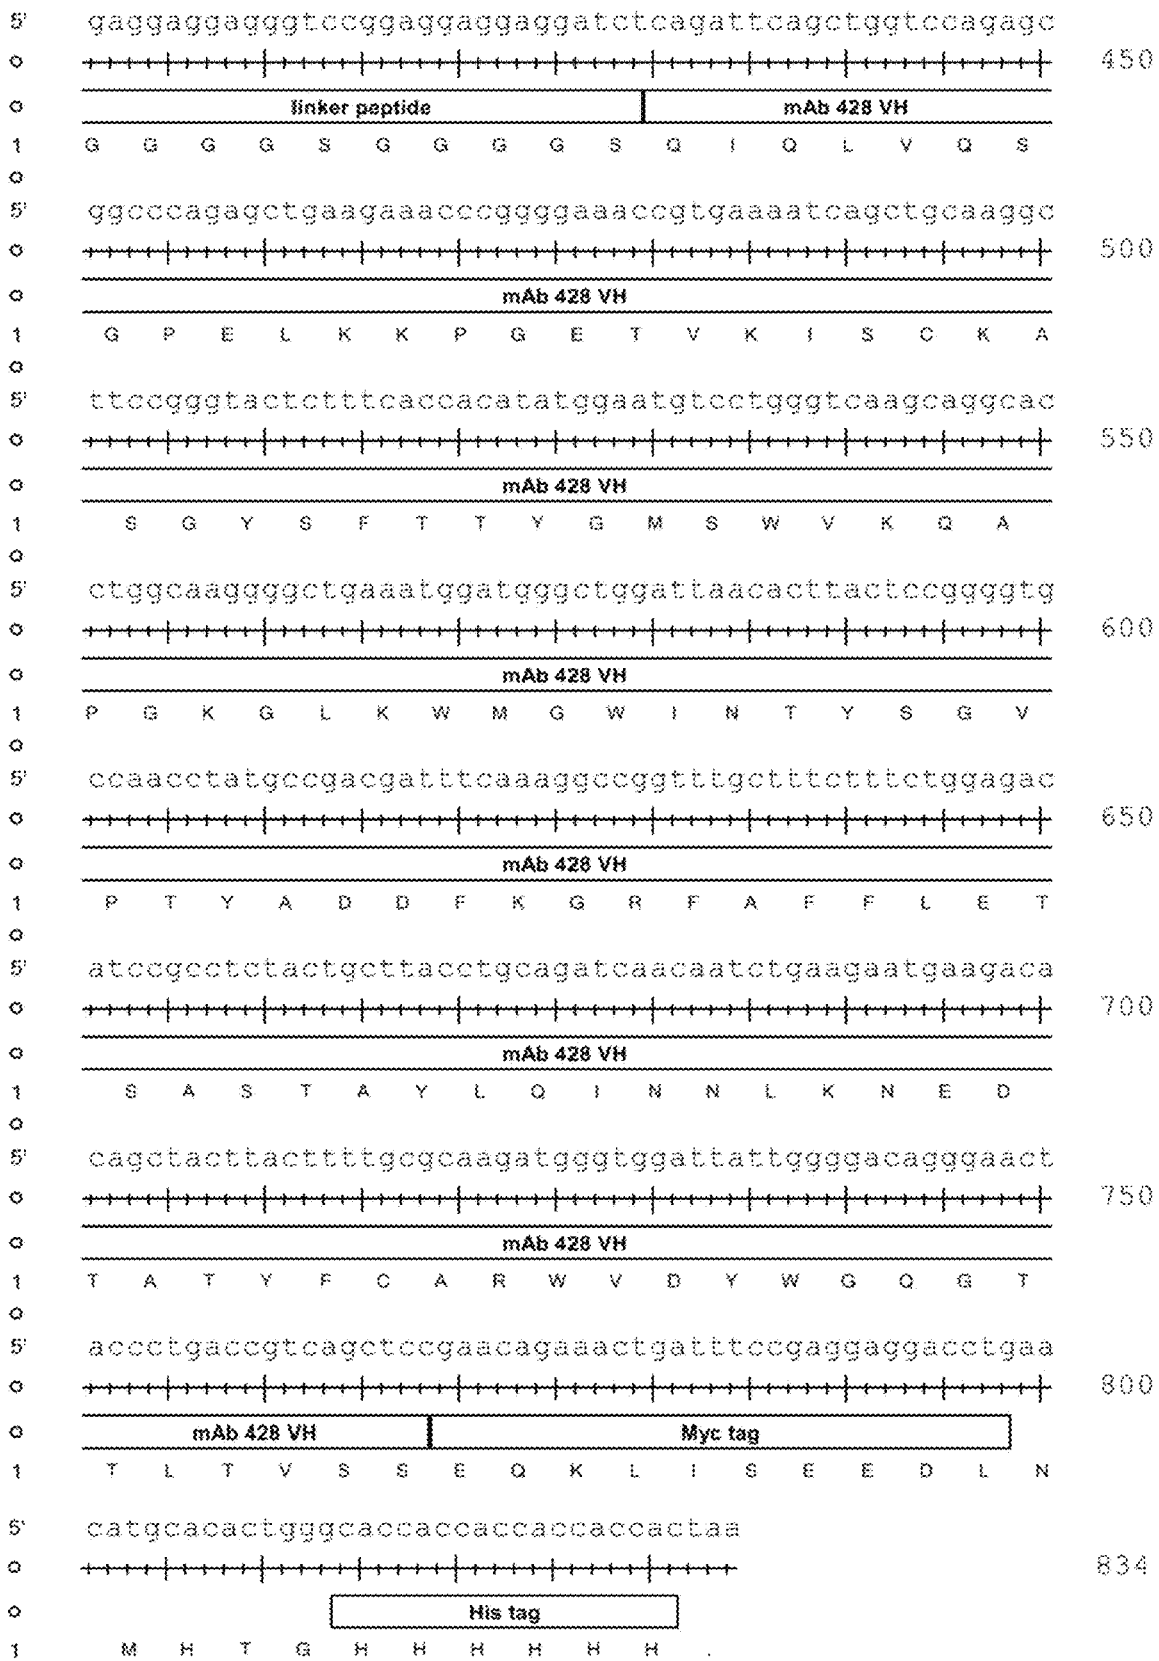 5' gaggaggagggtccggaggaggaggatctcagattcagctggtccagagc
o 450
o linker peptide mAb 428 VH
1 G G G G S G G G G S Q I Q L V Q S
o
5' ggcccagagctgaagaaacccggggaaaccgtgaaaatcagctgcaaggc
o 500
o mAb 428 VH
1 G P E L K K P G E T V K I S C K A
o
5' ttccgggtactctttcaccacatatggaatgtcctgggtcaagcaggcac
o 550
o mAb 428 VH
1 S G Y S F T T Y G M S W V K Q A
o
5' ctggcaaggggctgaaatggatgggctggattaacacttactccggggtg
o 600
o mAb 428 VH
1 P G K G L K W M G W I N T Y S G V
o
5' ccaacctatgccgacgatttcaaaggccggtttgctttctttctggagac
o 650
o mAb 428 VH
1 P T Y A D D F K G R F A F F L E T
o
5' atccgcctctactgcttacctgcagatcaacaatctgaagaatgaagaca
o 700
o mAb 428 VH
1 S A S T A Y L Q I N N L K N E D
o
5' cagctacttacttttgcgcaagatgggtggattattggggacagggaact
o 750
o mAb 428 VH
1 T A T Y F C A R W V D Y W G Q G T
o
5' accctgaccgtcagctccgaacagaaactgatttccgaggaggacctgaa
o 800
o mAb 428 VH Myc tag
1 T L T V S S E Q K L I S E E D L N
5' catgcacactgggcaccaccaccaccaccactaa
o 834
o His tag
1 M H T G H H H H H H .